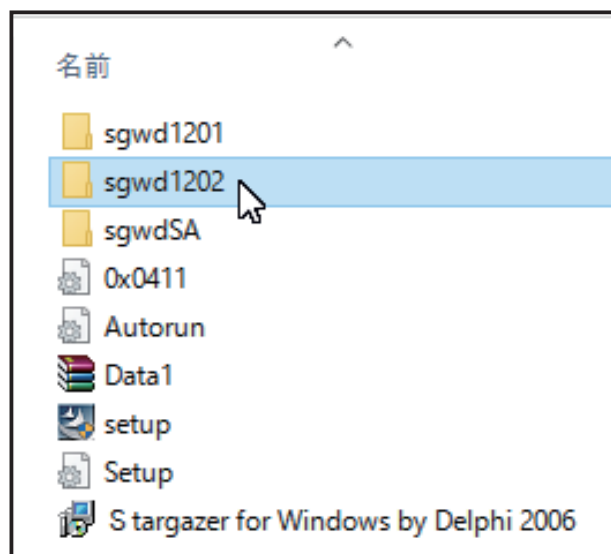 名前
sgwd1201
sgwd1202
sgwdSA
0x0411
Autorun
Data1
setup
Setup
S targazer for Windows by Delphi 2006